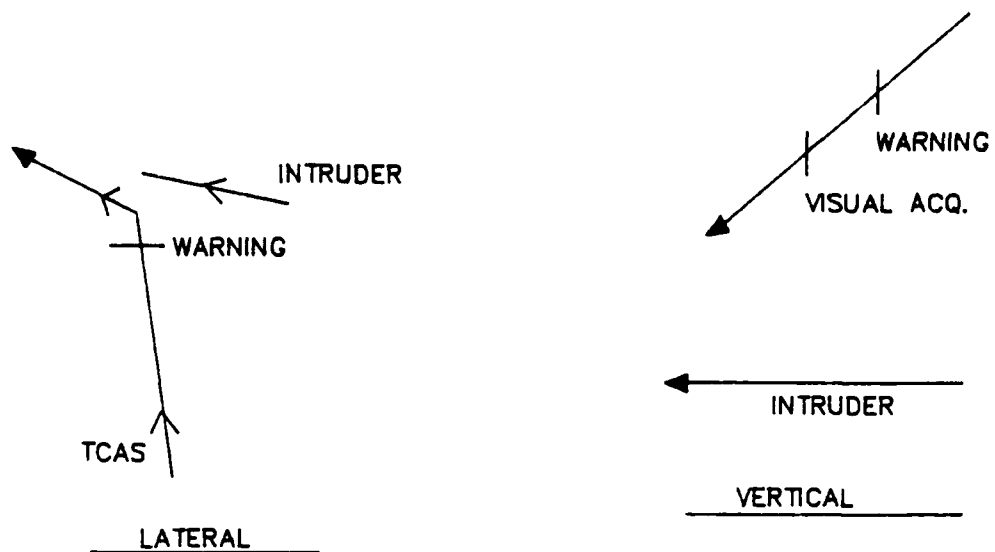 INTRUDER
WARNING
TCAS
LATERAL
WARNING
VISUAL ACQ.
INTRUDER
VERTICAL